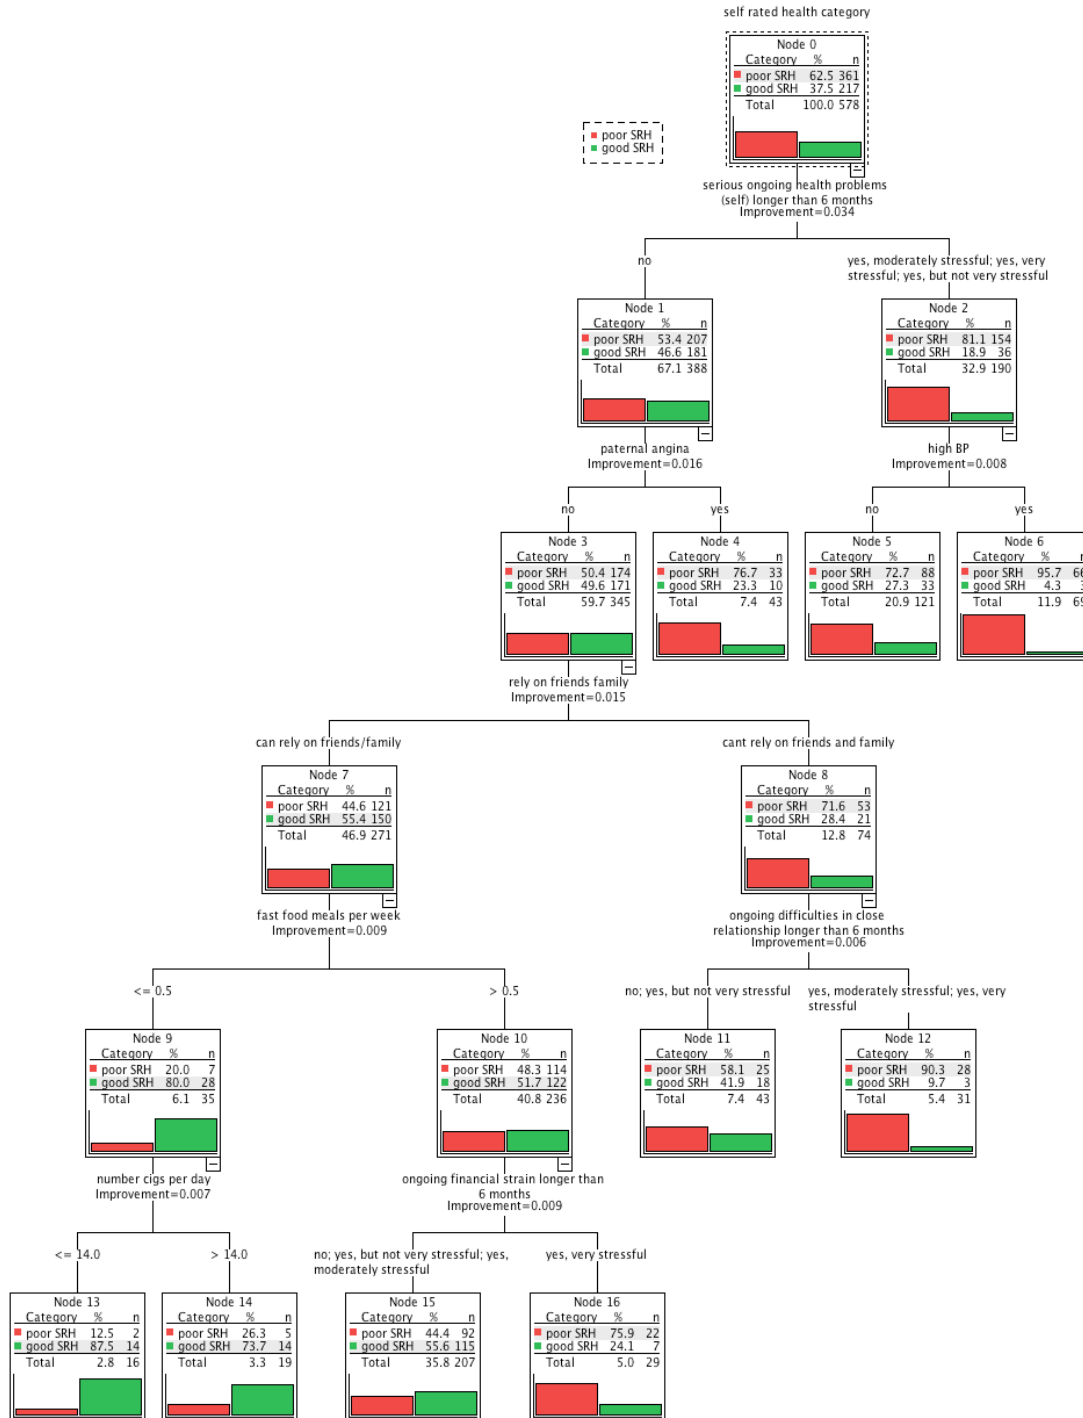 self rated health category
Node 0
Category % n
poor SRH 62.5 361
good SRH 37.5 217
Total 100.0 578
poor SRH
good SRH
serious ongoing health problems
(self) longer than 6 months
Improvement=0.034
no
yes, moderately stressful; yes, very
stressful; yes, but not very stressful
Node 1
Category % n
poor SRH 53.4 207
good SRH 46.6 181
Total 67.1 388
Node 2
Category % n
poor SRH 81.1 154
good SRH 18.9 36
Total 32.9 190
paternal angina
Improvement=0.016
high BP
Improvement=0.008
no
yes
no
yes
Node 3
Category % n
poor SRH 50.4 174
good SRH 49.6 171
Total 59.7 345
Node 4
Category % n
poor SRH 76.7 33
good SRH 23.3 10
Total 7.4 43
Node 5
Category % n
poor SRH 72.7 88
good SRH 27.3 33
Total 20.9 121
Node 6
Category % n
poor SRH 95.7 66
good SRH 4.3 3
Total 11.9 69
rely on friends family
Improvement=0.015
can rely on friends/family
cant rely on friends and family
Node 7
Category % n
poor SRH 44.6 121
good SRH 55.4 150
Total 46.9 271
Node 8
Category % n
poor SRH 71.6 53
good SRH 28.4 21
Total 12.8 74
fast food meals per week
Improvement=0.009
ongoing difficulties in close
relationship longer than 6 months
Improvement=0.006
<= 0.5
> 0.5
no; yes, but not very stressful
yes, moderately stressful; yes, very
stressful
Node 9
Category % n
poor SRH 20.0 7
good SRH 80.0 28
Total 6.1 35
Node 10
Category % n
poor SRH 48.3 114
good SRH 51.7 122
Total 40.8 236
Node 11
Category % n
poor SRH 58.1 25
good SRH 41.9 18
Total 7.4 43
Node 12
Category % n
poor SRH 90.3 28
good SRH 9.7 3
Total 5.4 31
number cigs per day
Improvement=0.007
ongoing financial strain longer than
6 months
Improvement=0.009
<= 14.0
> 14.0
no; yes, but not very stressful; yes,
moderately stressful
yes, very stressful
Node 13
Category % n
poor SRH 12.5 2
good SRH 87.5 14
Total 2.8 16
Node 14
Category % n
poor SRH 26.3 5
good SRH 73.7 14
Total 3.3 19
Node 15
Category % n
poor SRH 44.4 92
good SRH 55.6 115
Total 35.8 207
Node 16
Category % n
poor SRH 75.9 22
good SRH 24.1 7
Total 5.0 29